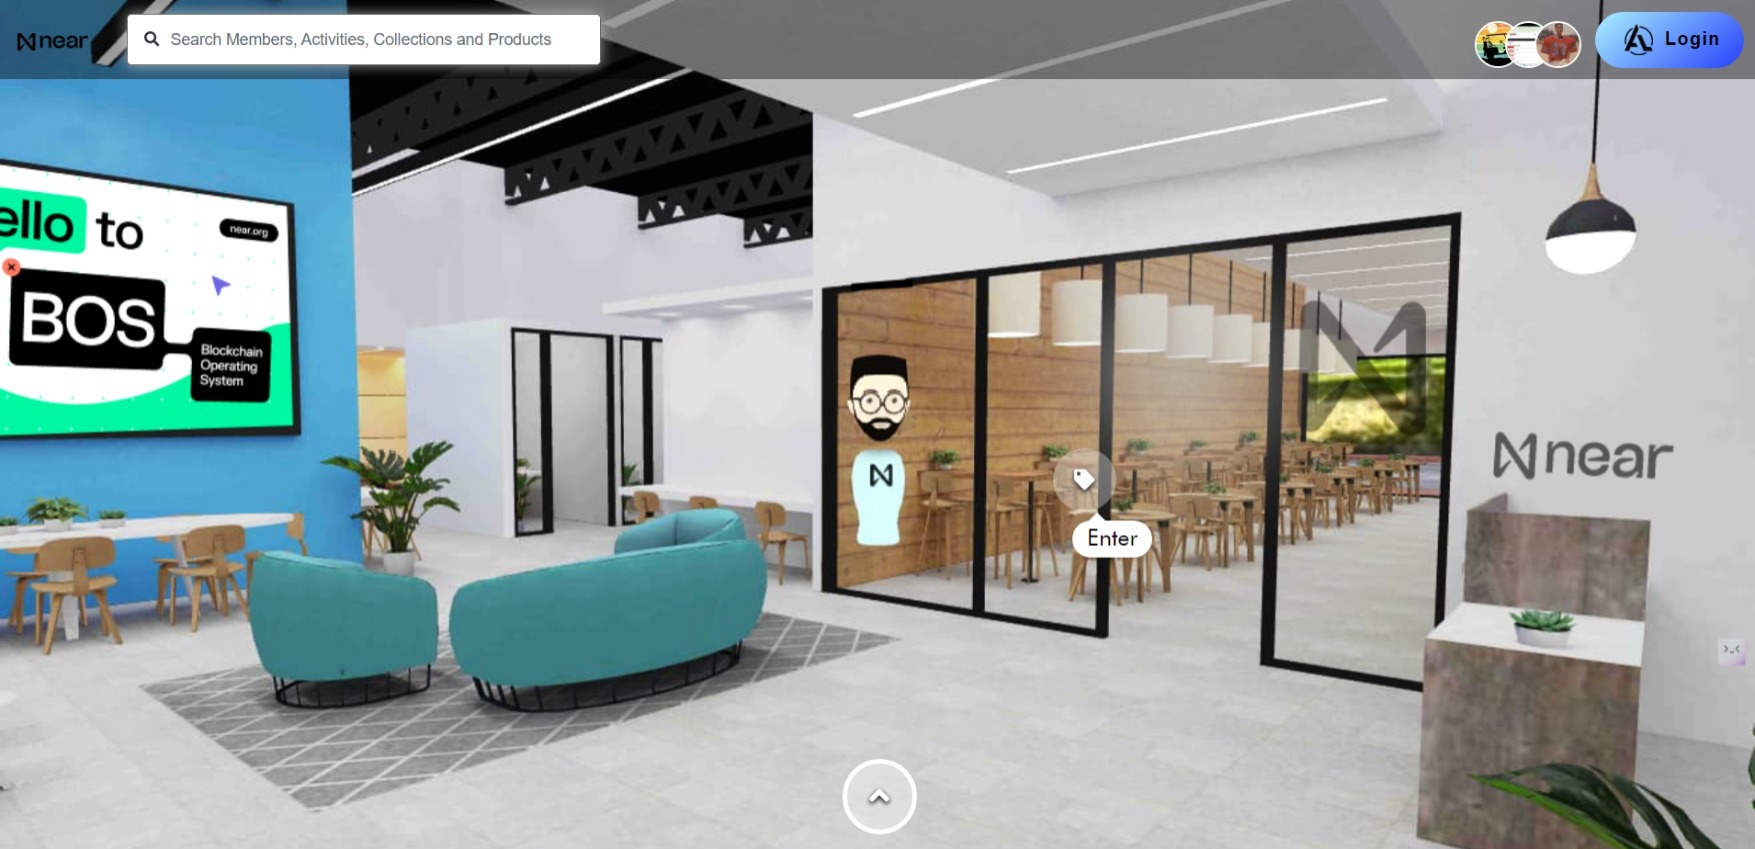 near
Search Members, Activities, Collections and Products
Login
ello to
near.org
BOS
Blockchain
Operating
System
Enter
near